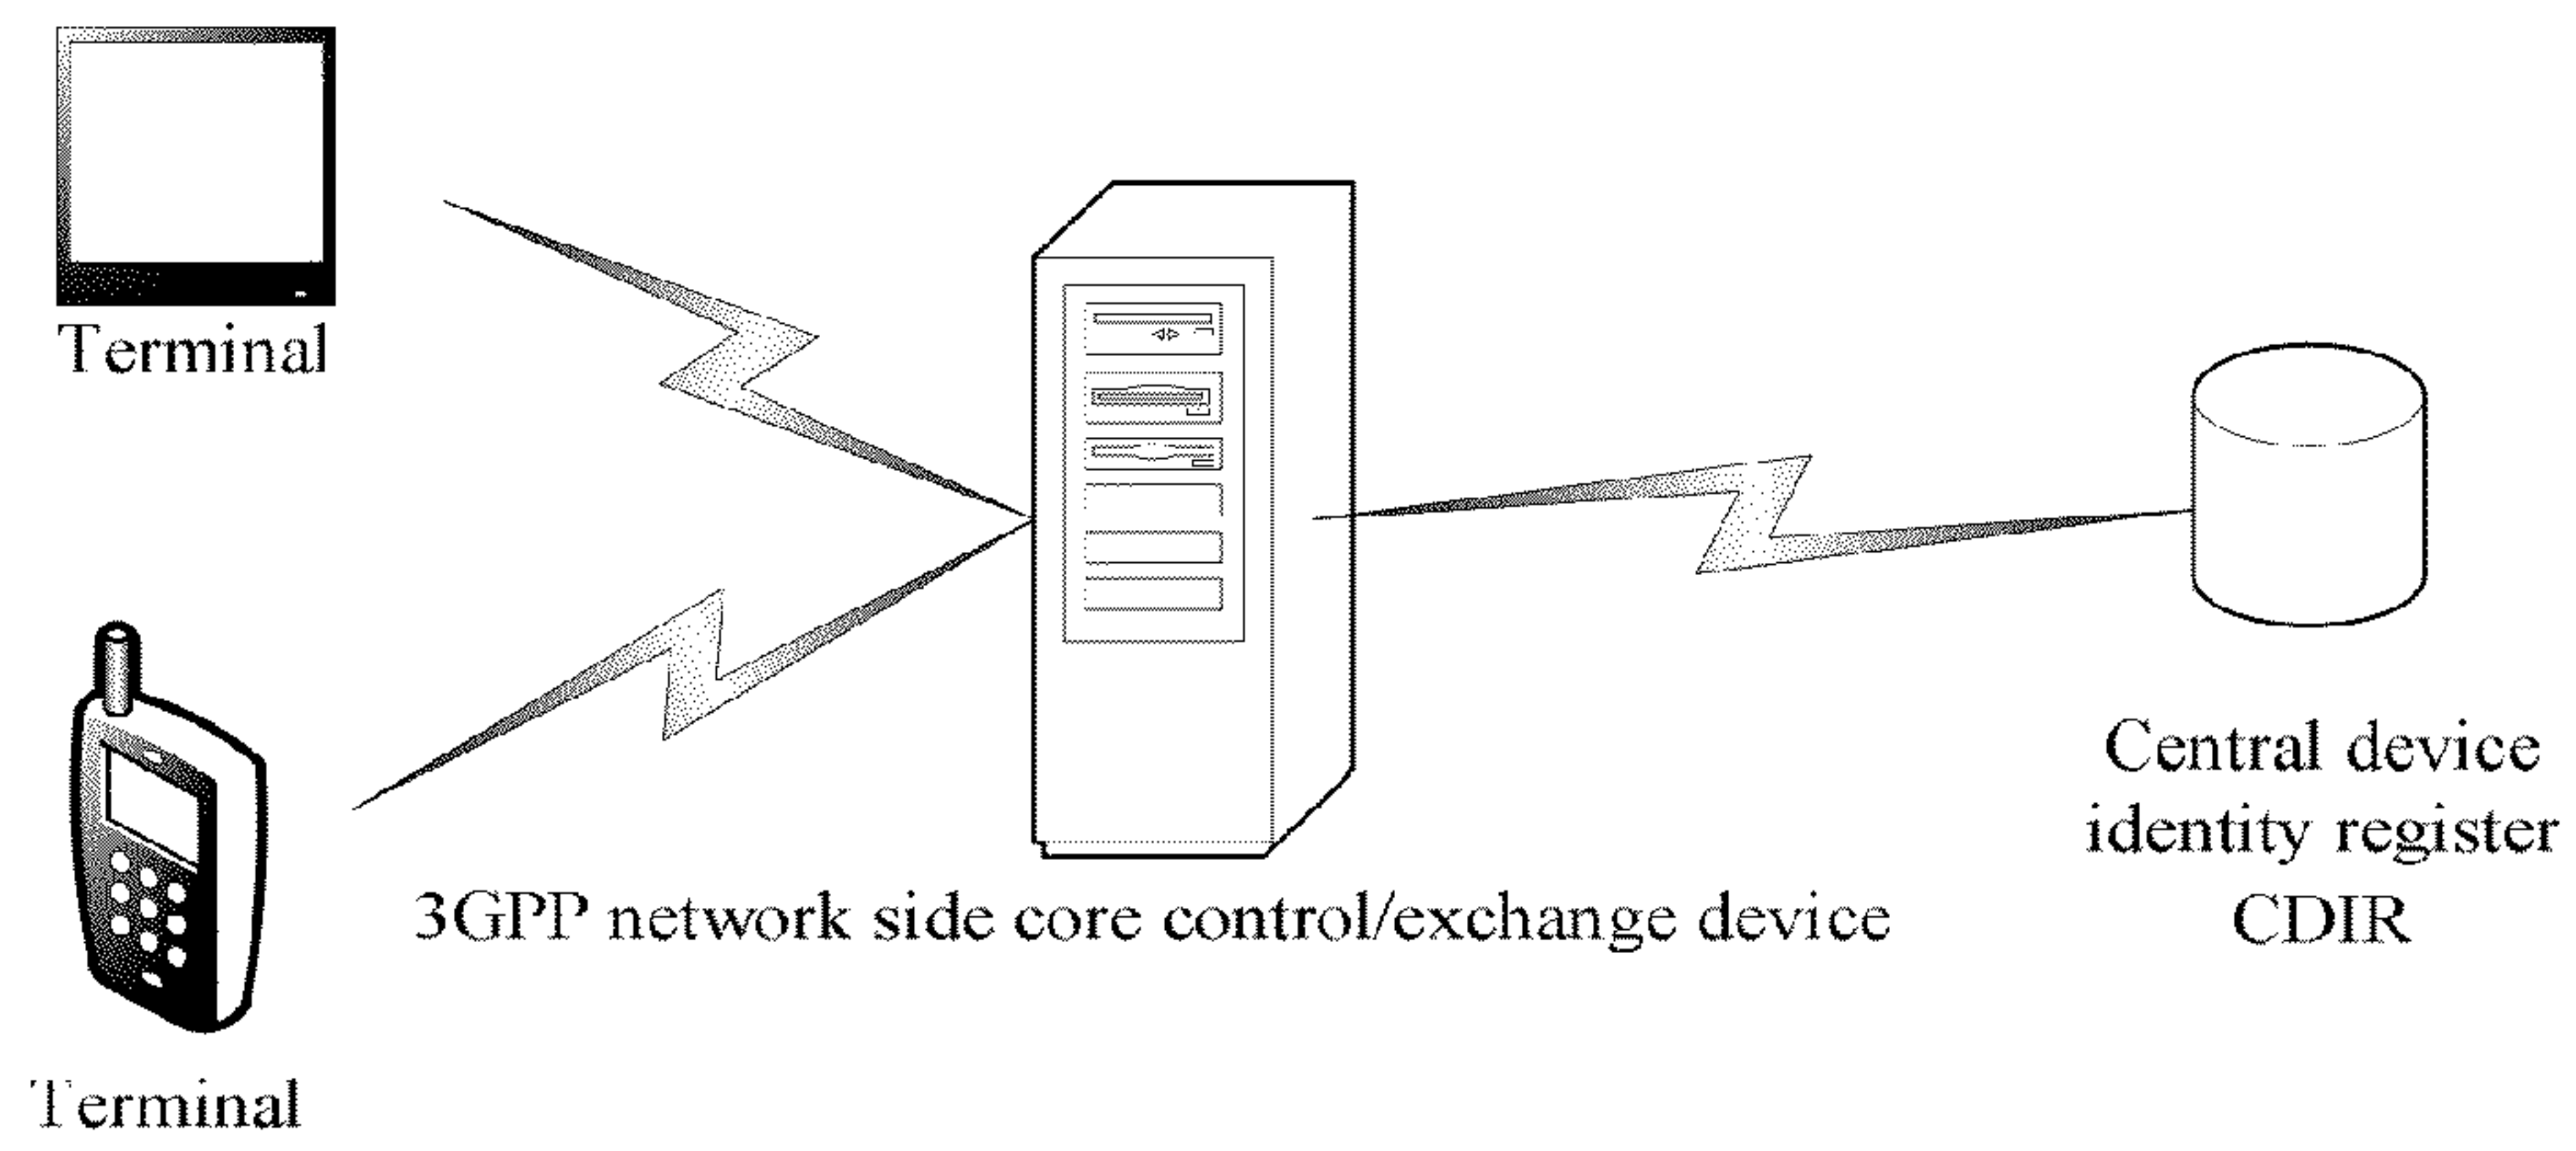 Terminal
Central device
identity register
CDIR
3GPP network side core control/exchange device
Terminal